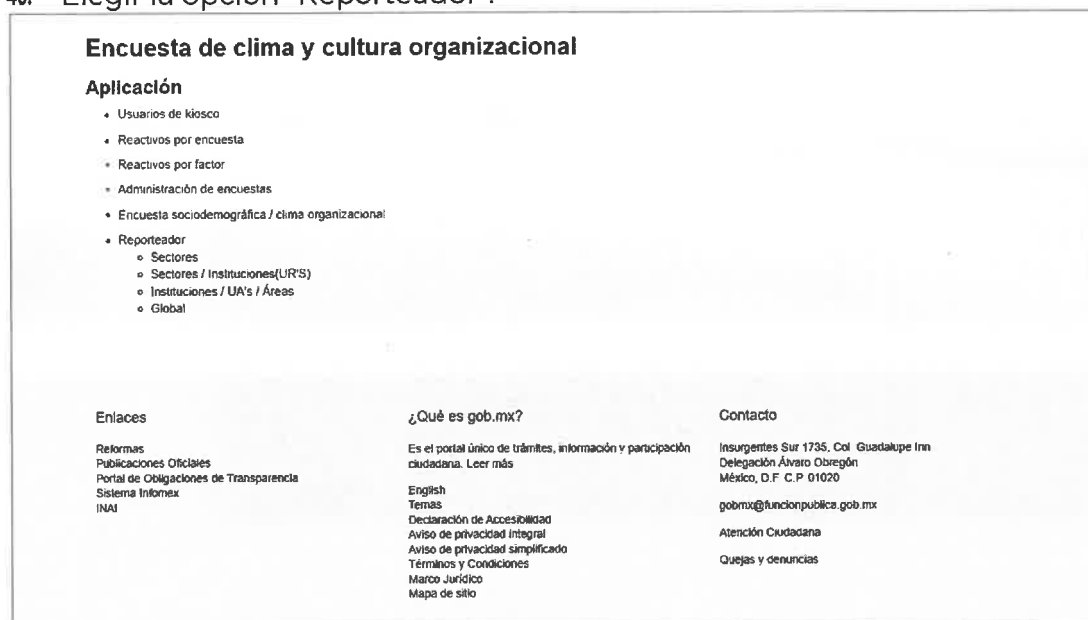 40. Elegir la opción "Reporteador".
Encuesta de clima y cultura organizacional
Aplicación
• Usuarios de kiosco
• Reactivos por encuesta
• Reactivos por factor
• Administración de encuestas
• Encuesta sociodemográfica / clima organizacional
• Reporteador
o Sectores
o Sectores / Instituciones(UR'S)
o Instituciones / UA's / Áreas
o Global
Enlaces
Reformas
Publicaciones Oficiales
Portal de Obligaciones de Transparencia
Sistema Infomex
INAI
¿Qué es gob.mx?
Es el portal único de trámites, información y participación
ciudadana. Leer más
English
Temas
Declaración de Accesibilidad
Aviso de privacidad integral
Aviso de privacidad simplificado
Términos y Condiciones
Marco Jurídico
Mapa de sitio
Contacto
Insurgentes Sur 1735, Col Guadalupe Inn
Delegación Álvaro Obregón
México, D.F C.P 01020
gobmx@funcionpublica.gob.mx
Atención Ciudadana
Quejas y denuncias